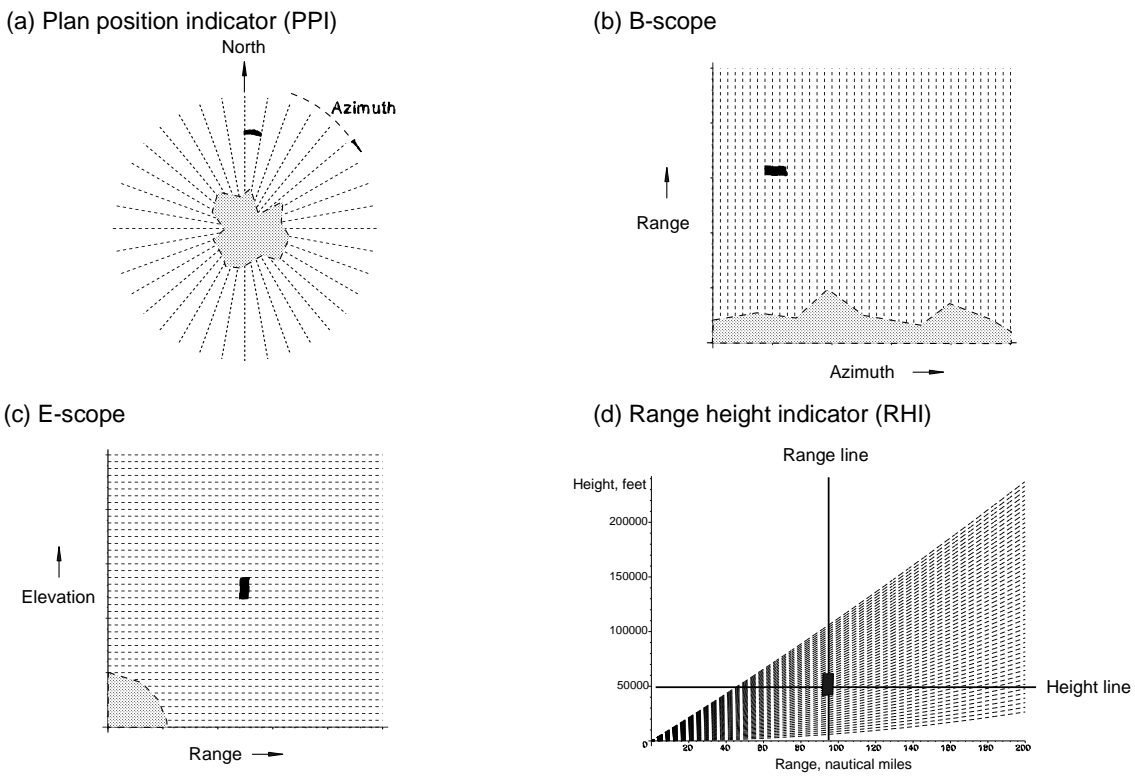 (a) Plan position indicator (PPI)
North
Azimuth
(b) B-scope
Range
Azimuth
(c) E-scope
Elevation
Range
(d) Range height indicator (RHI)
Range line
Height, feet
200000
150000
100000
50000
0
Height line
20 40 60 80 100 120 140 160 180 200
Range, nautical miles